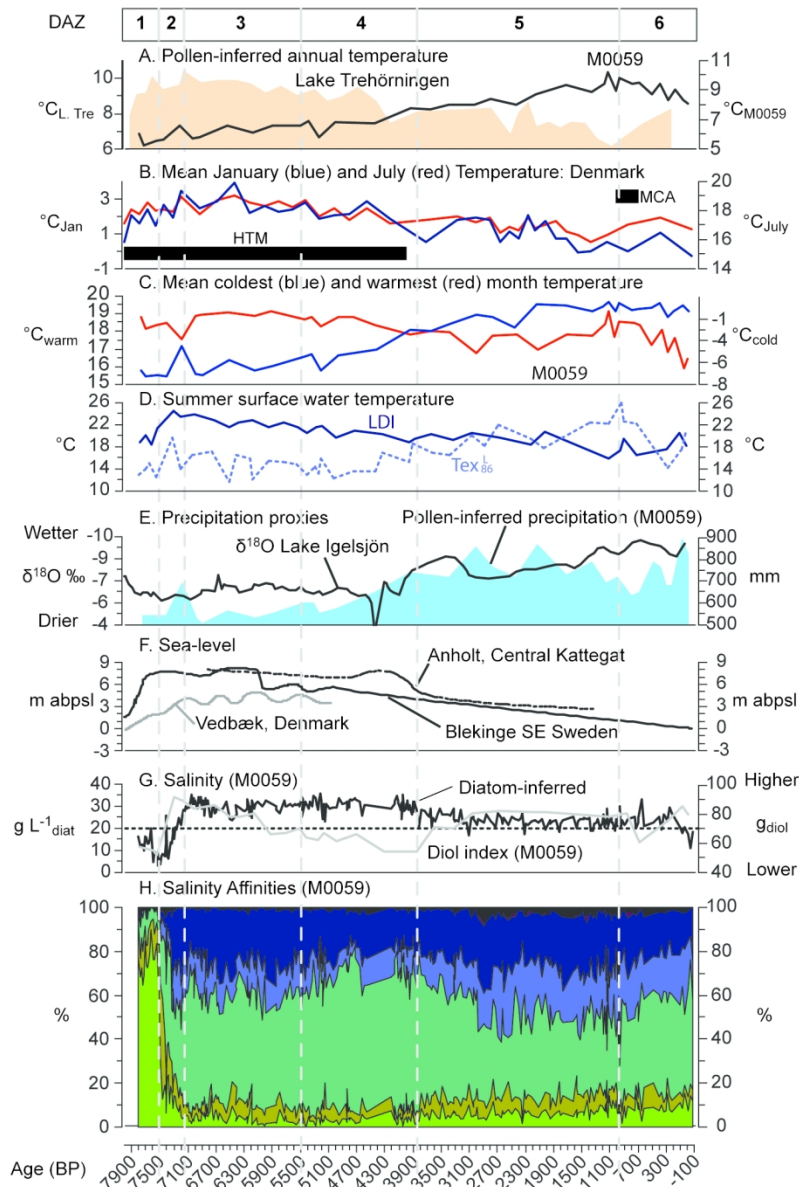 DAZ 1 2 3 4 5 6
A. Pollen-inferred annual temperature
M0059
Lake Trehörningen
10
8
6
°C L. Tre
11
9
7
5
°C M0059
B. Mean January (blue) and July (red) Temperature: Denmark
MCA
HTM
3
1
-1
°C Jan
20
18
16
14
°C July
C. Mean coldest (blue) and warmest (red) month temperature
M0059
20
19
18
17
16
15
°C warm
-1
-4
-6
-8
°C cold
D. Summer surface water temperature
LDI
Tex L 86
26
22
18
14
10
°C
26
22
18
14
10
°C
E. Precipitation proxies
Pollen-inferred precipitation (M0059)
δ18O Lake Igelsjön
Wetter
δ18O ‰
Drier
-10
-9
-7
-6
-4
900
800
700
600
500
mm
F. Sea-level
Anholt, Central Kattegat
Vedbæk, Denmark
Blekinge SE Sweden
9
6
3
0
-3
m abpsl
9
6
3
0
-3
m abpsl
G. Salinity (M0059)
Diatom-inferred
Diol index (M0059)
40
30
20
10
0
g L-1 diat
100
80
60
40
Higher
g diol
Lower
H. Salinity Affinities (M0059)
100
80
60
40
20
0
%
100
80
60
40
20
0
%
Age (BP) 7900 7500 7100 6700 6300 5900 5500 5100 4700 4300 3900 3500 3100 2700 2300 1900 1500 1100 700 300 -100